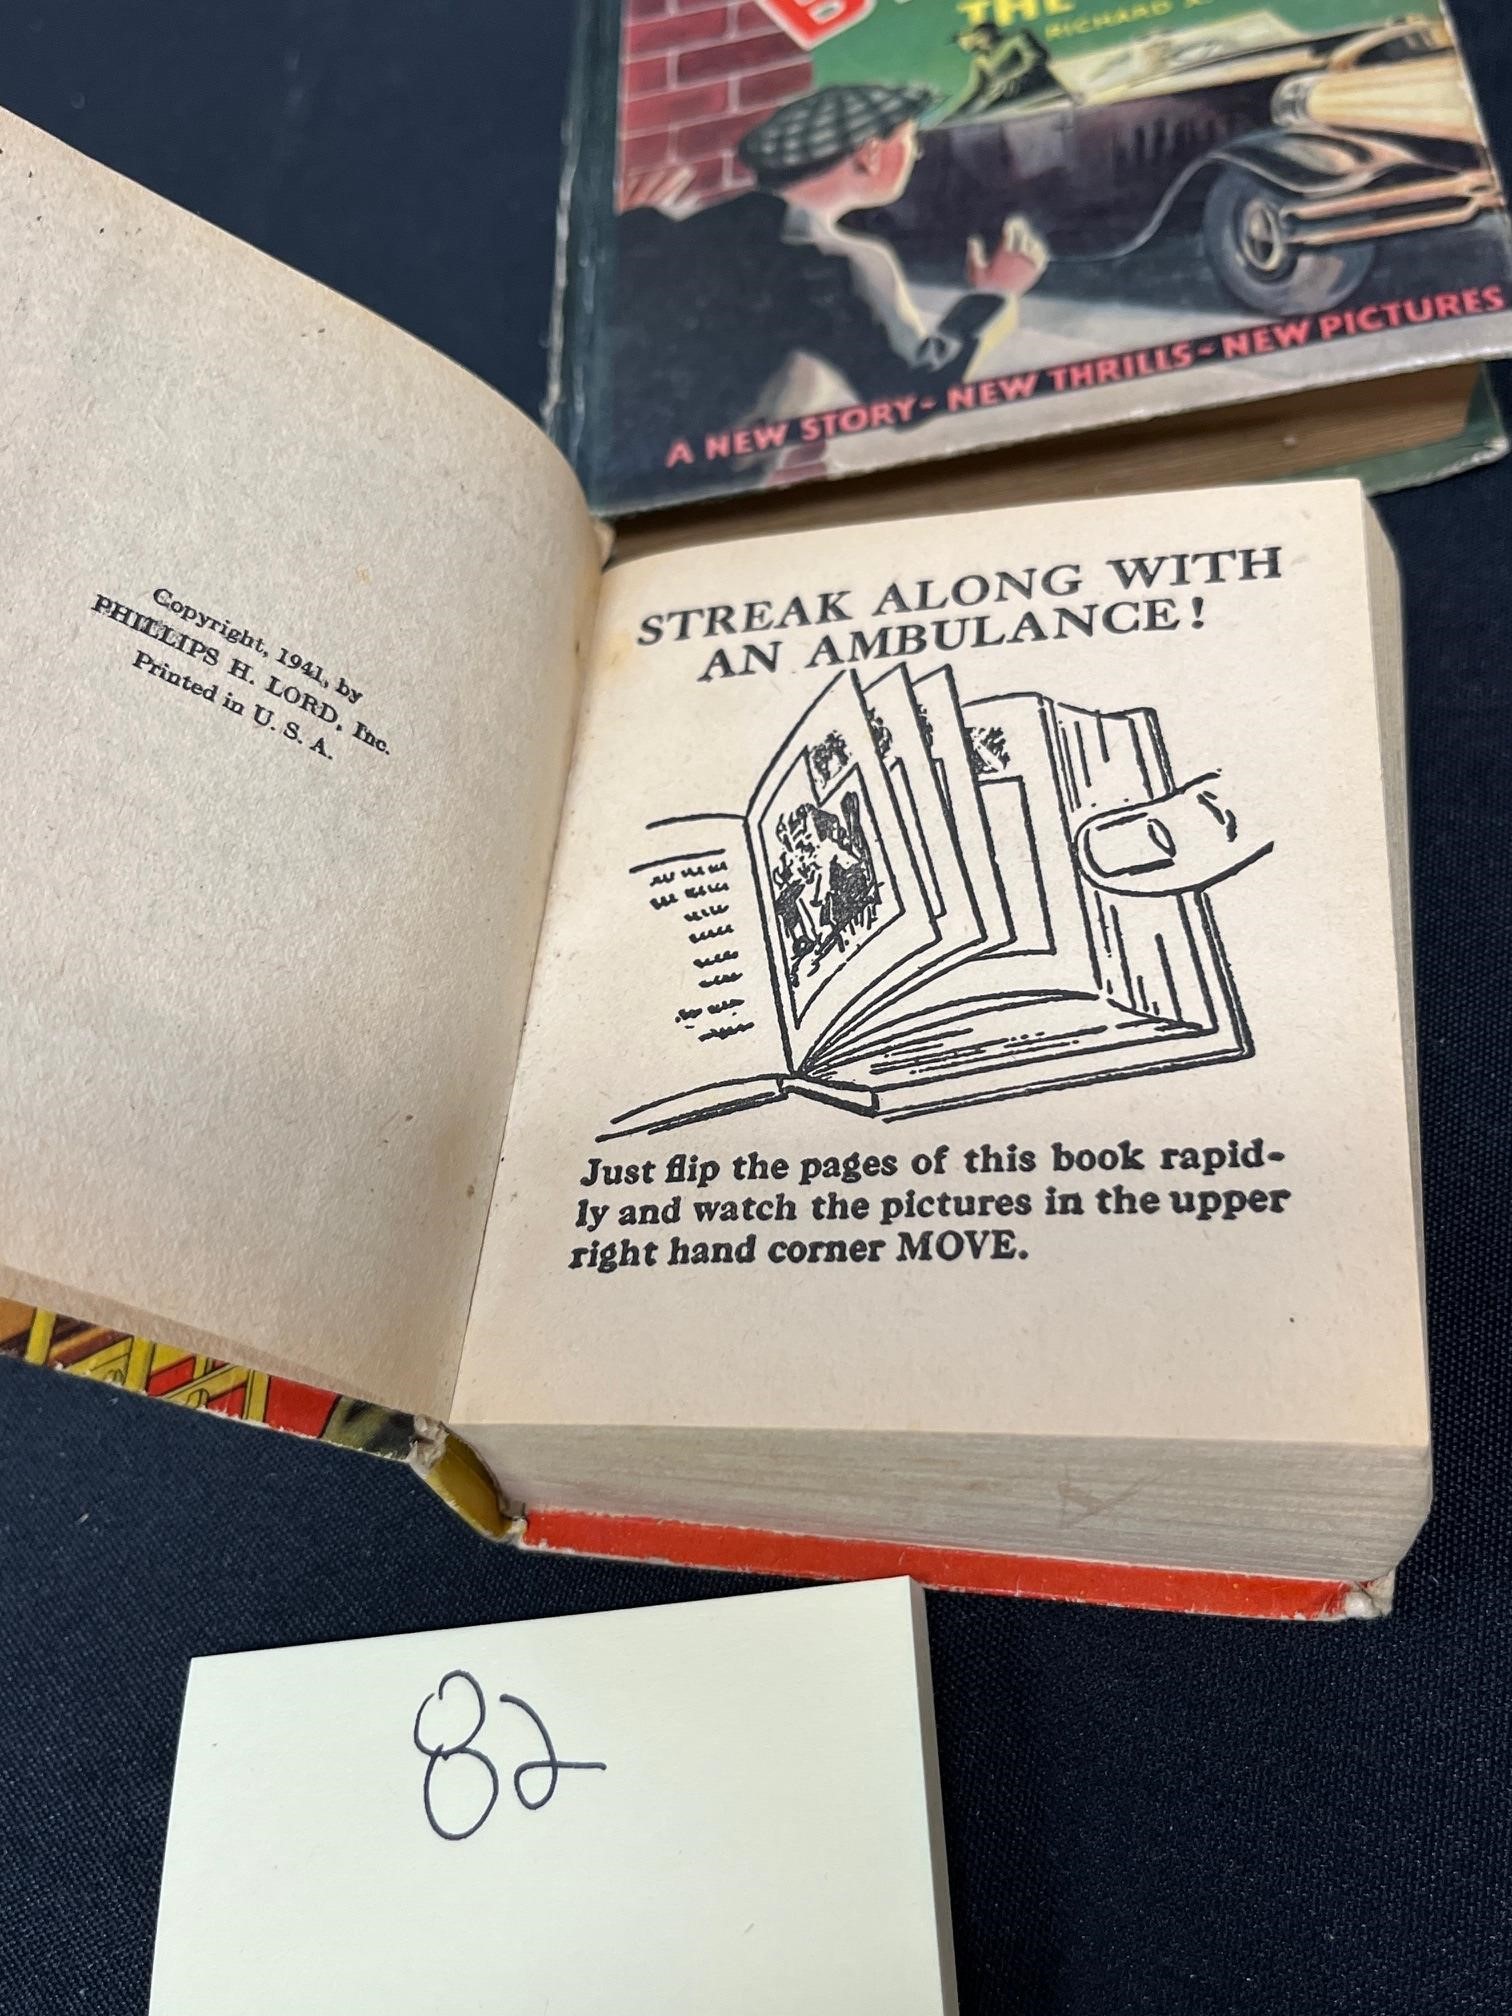 THE
RICHARD A.
A NEW STORY - NEW THRILLS - NEW PICTURES
Copyright, 1941, by
PHILLIPS H. LORD, Inc.
Printed in U. S. A.
STREAK ALONG WITH
AN AMBULANCE!
Just flip the pages of this book rapid-
ly and watch the pictures in the upper
right hand corner MOVE.
82